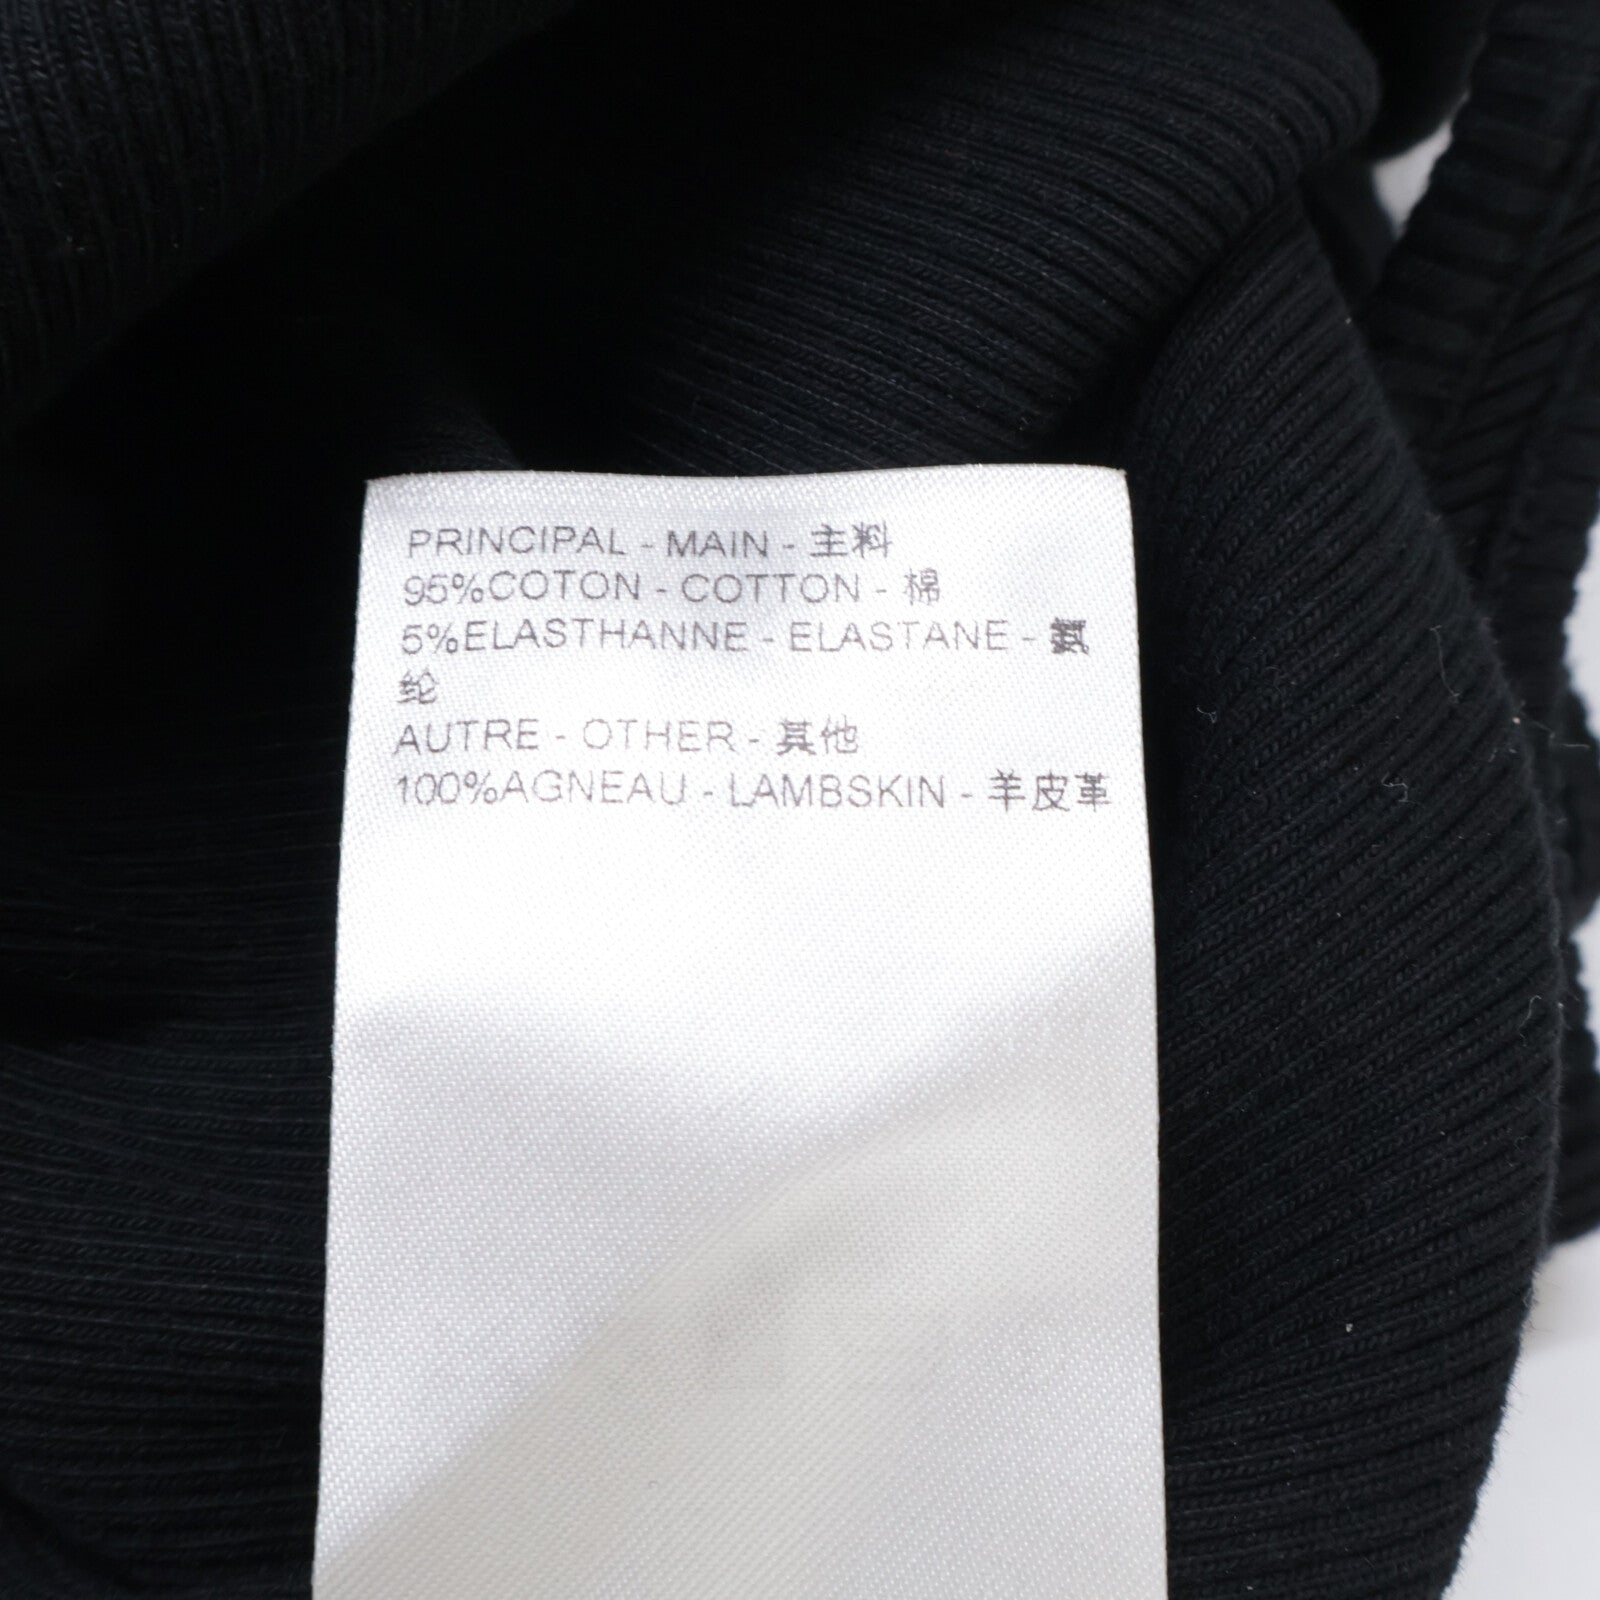 PRINCIPAL - MAIN - 主料
95%COTON - COTTON - 棉
5%ELASTHANNE - ELASTANE - 氨
纶
AUTRE - OTHER - 其他
100%AGNEAU - LAMBSKIN - 羊皮革